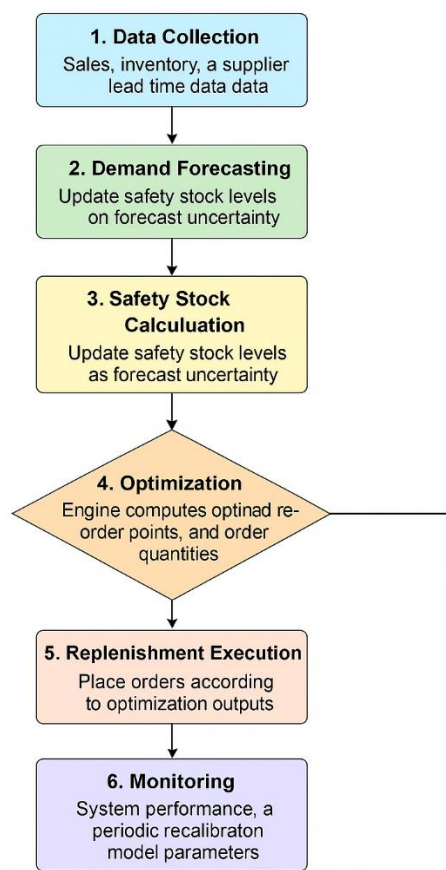 1. Data Collection
Sales, inventory, a supplier
lead time data data
2. Demand Forecasting
Update safety stock levels
on forecast uncertainty
3. Safety Stock
Calculuation
Update safety stock levels
as forecast uncertainty
4. Optimization
Engine computes optinad re-
order points, and order
quantities
5. Replenishment Execution
Place orders according
to optimization outputs
6. Monitoring
System performance, a
periodic recalibraton
model parameters